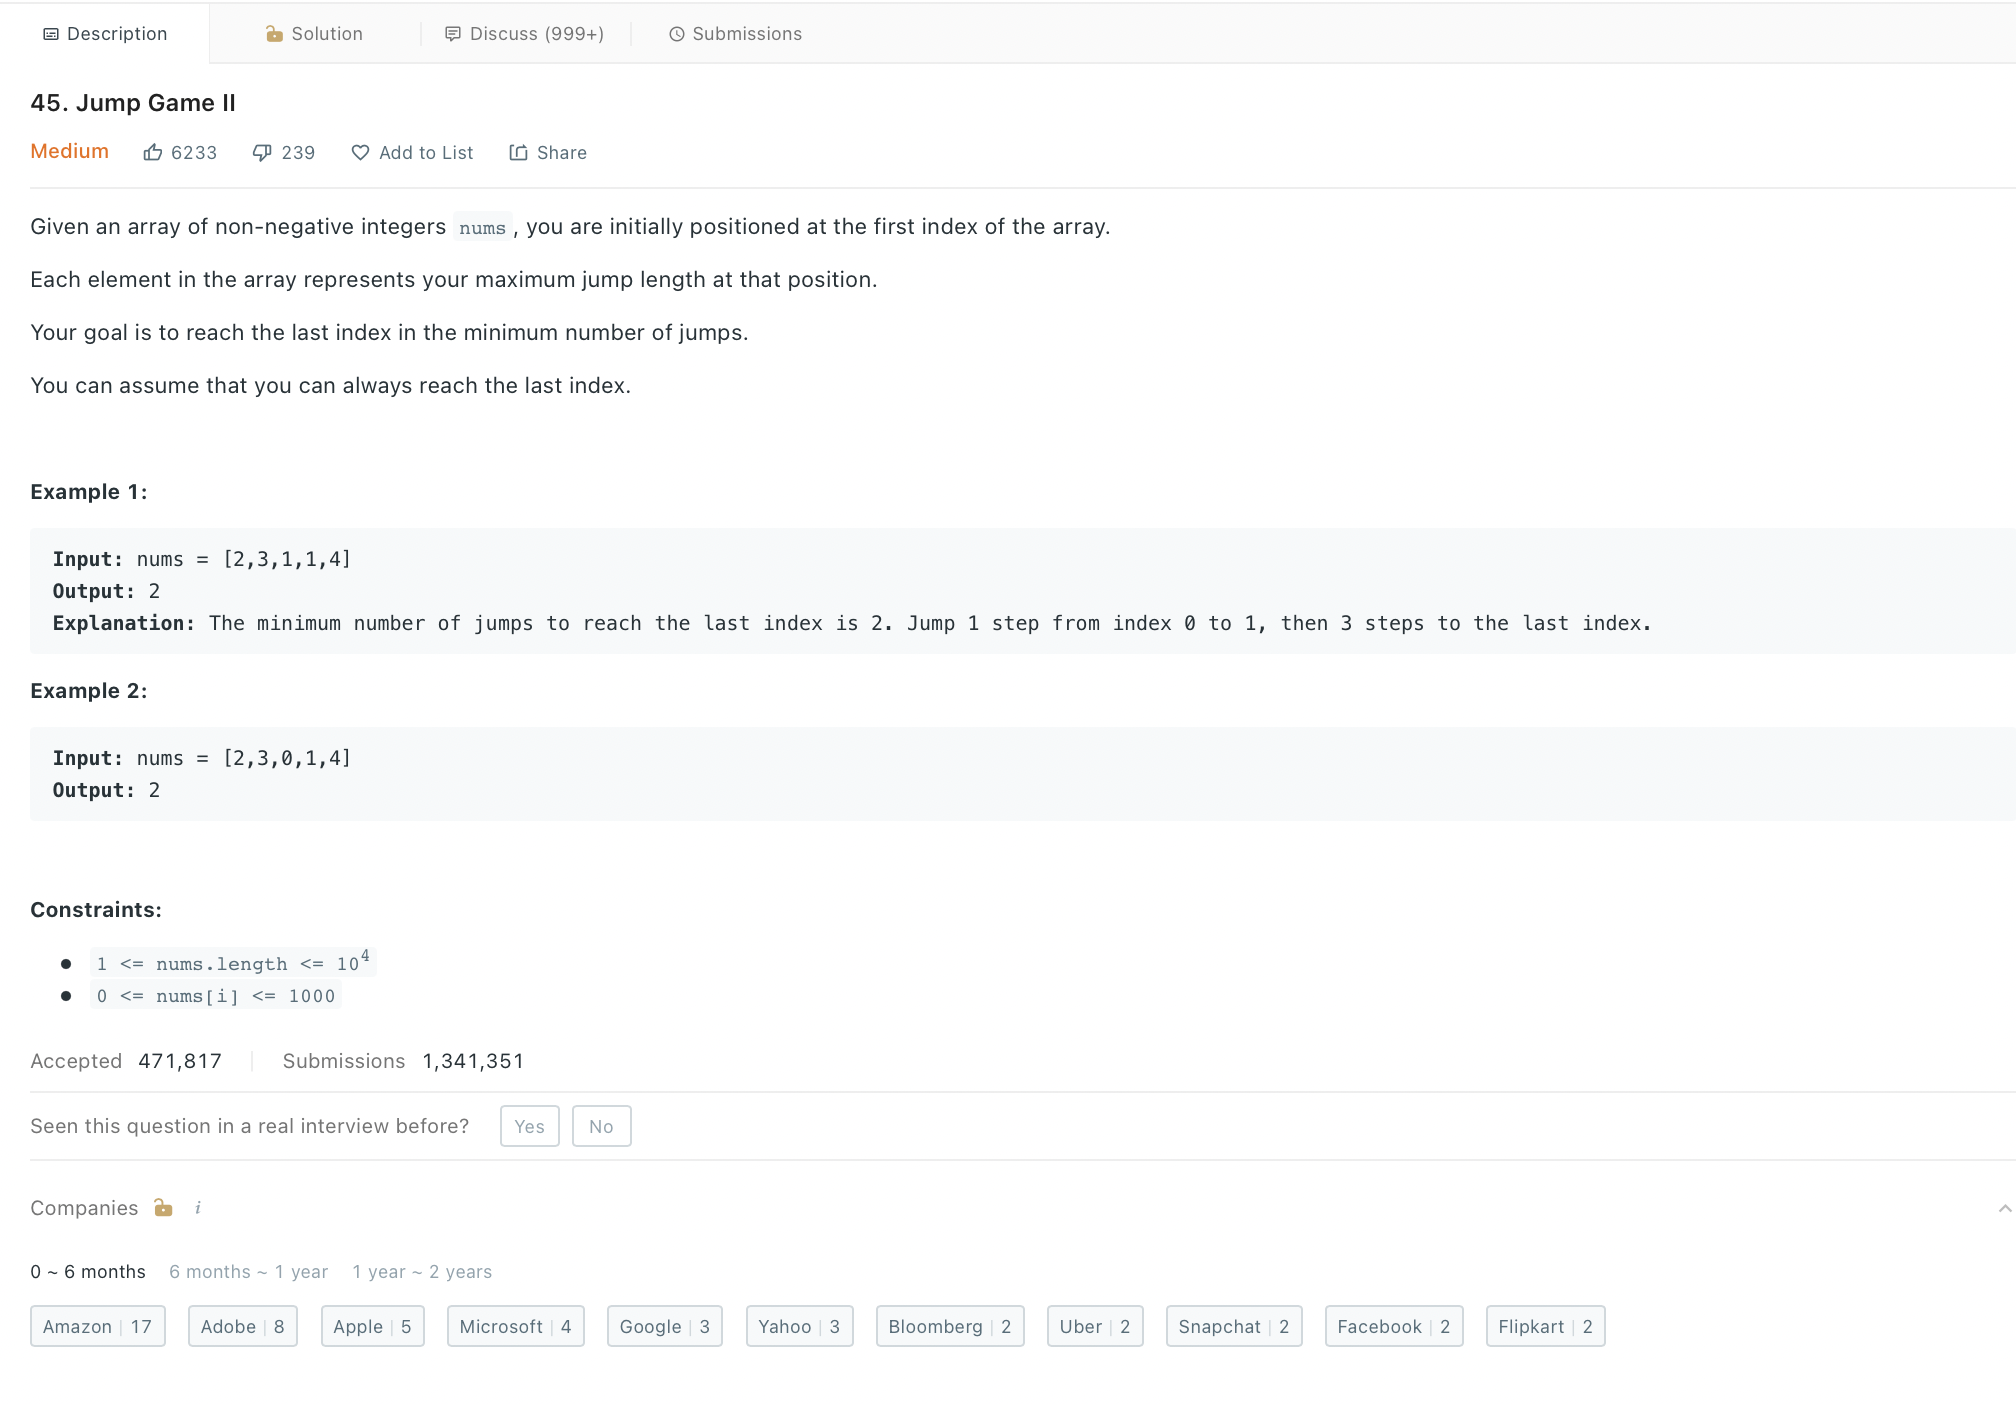 Description Solution Discuss (999+) Submissions
45. Jump Game II
Medium 6233 239 Add to List Share
Given an array of non-negative integers nums, you are initially positioned at the first index of the array.
Each element in the array represents your maximum jump length at that position.
Your goal is to reach the last index in the minimum number of jumps.
You can assume that you can always reach the last index.
Example 1:
Input: nums = [2,3,1,1,4]
Output: 2
Explanation: The minimum number of jumps to reach the last index is 2. Jump 1 step from index 0 to 1, then 3 steps to the last index.
Example 2:
Input: nums = [2,3,0,1,4]
Output: 2
Constraints:
1 <= nums.length <= 10⁴
0 <= nums[i] <= 1000
Accepted 471,817 Submissions 1,341,351
Seen this question in a real interview before? Yes No
Companies i
0 ~ 6 months 6 months ~ 1 year 1 year ~ 2 years
Amazon | 17 Adobe | 8 Apple | 5 Microsoft | 4 Google | 3 Yahoo | 3 Bloomberg | 2 Uber | 2 Snapchat | 2 Facebook | 2 Flipkart | 2